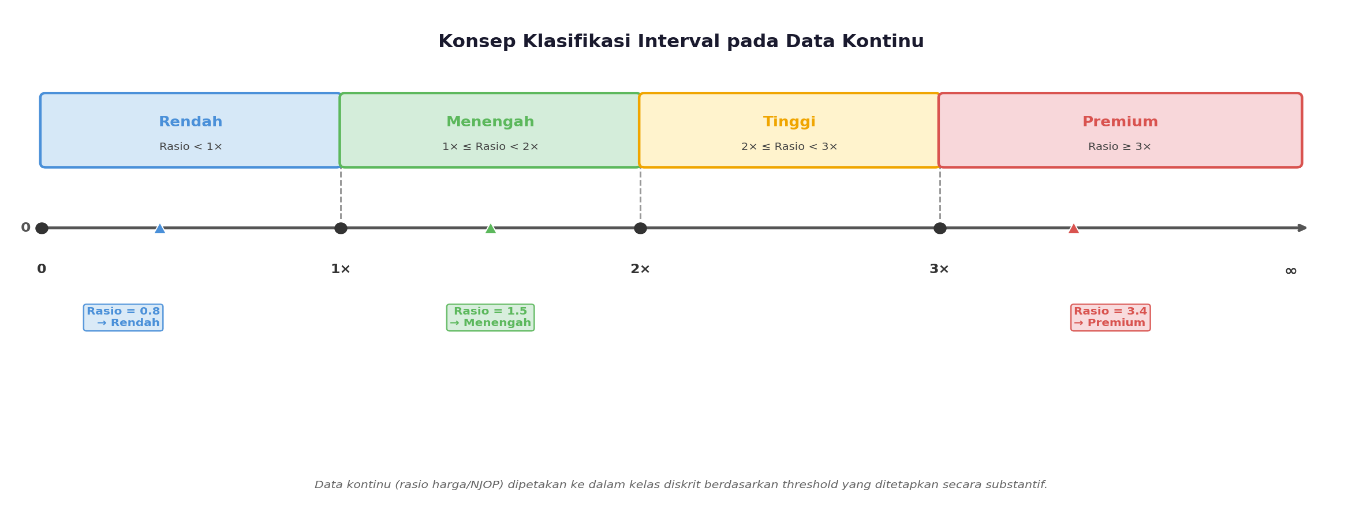 Konsep Klasifikasi Interval pada Data Kontinu
Rendah
Rasio < 1×
Menengah
1× ≤ Rasio < 2×
Tinggi
2× ≤ Rasio < 3×
Premium
Rasio ≥ 3×
0
0
1×
2×
3×
∞
Rasio = 0.8
→ Rendah
Rasio = 1.5
→ Menengah
Rasio = 3.4
→ Premium
Data kontinu (rasio harga/NJOP) dipetakan ke dalam kelas diskrit berdasarkan threshold yang ditetapkan secara substantif.